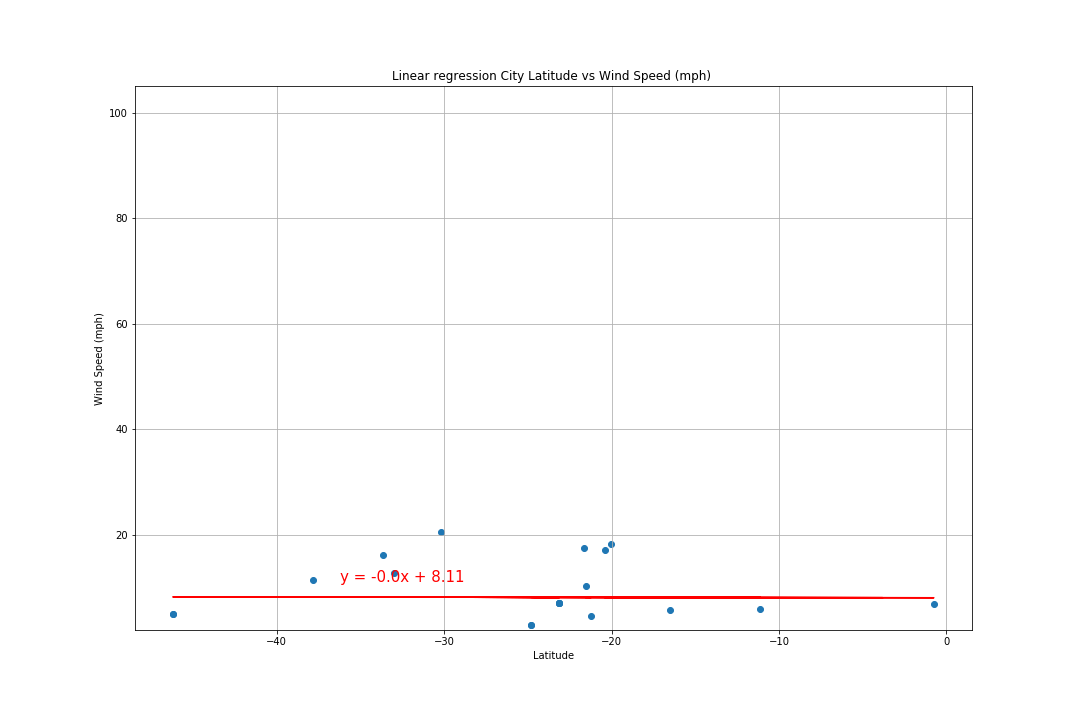 Linear regression City Latitude vs Wind Speed (mph)
100
80
60
40
20
Wind Speed (mph)
y = -0.0x + 8.11
−40
−30
−20
−10
0
Latitude